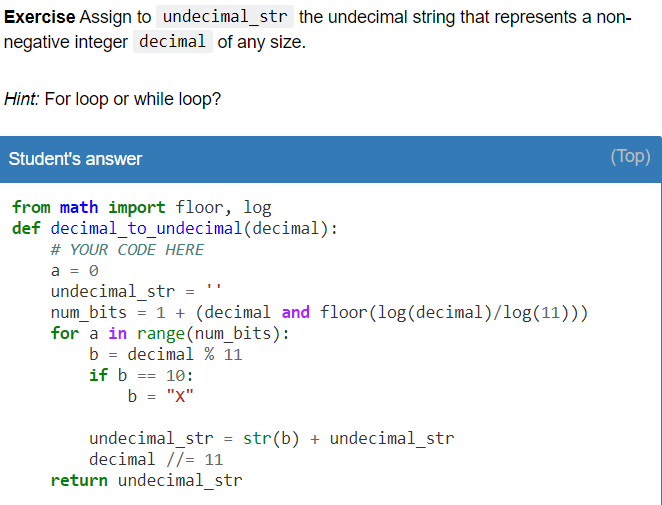 Exercise Assign to undecimal_str the undecimal string that represents a non-
negative integer decimal of any size.
Hint: For loop or while loop?
Student's answer (Top)
from math import floor, log
def decimal_to_undecimal(decimal):
    # YOUR CODE HERE
    a = 0
    undecimal_str = ''
    num_bits = 1 + (decimal and floor(log(decimal)/log(11)))
    for a in range(num_bits):
        b = decimal % 11
        if b == 10:
            b = "X"
        undecimal_str = str(b) + undecimal_str
        decimal //= 11
    return undecimal_str